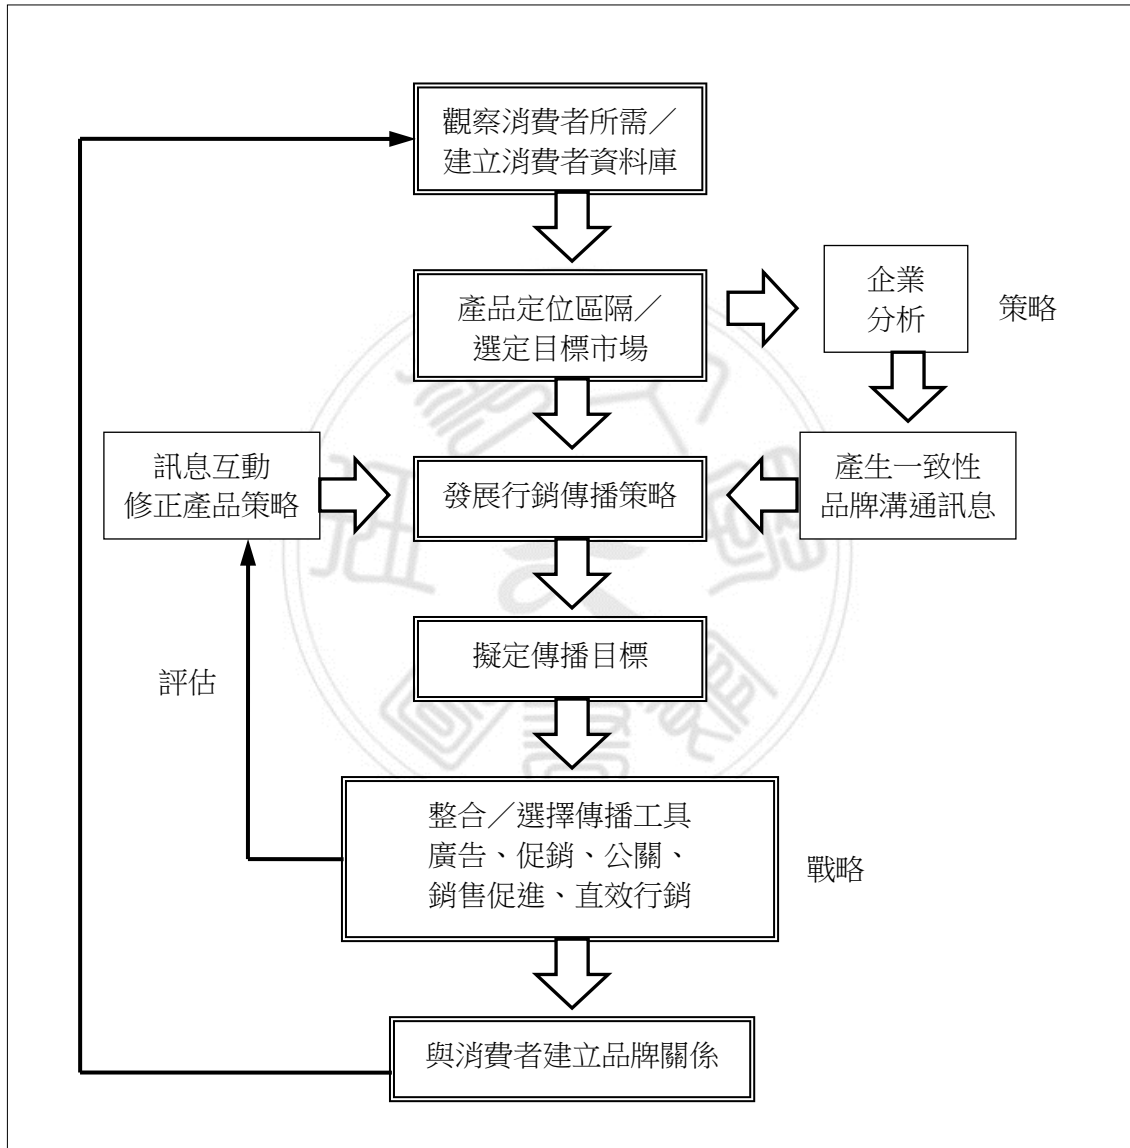 觀察消費者所需／
建立消費者資料庫
產品定位區隔／
選定目標市場
企業
分析
策略
訊息互動
修正產品策略
發展行銷傳播策略
產生一致性
品牌溝通訊息
擬定傳播目標
評估
整合／選擇傳播工具
廣告、促銷、公關、
銷售促進、直效行銷
戰略
與消費者建立品牌關係